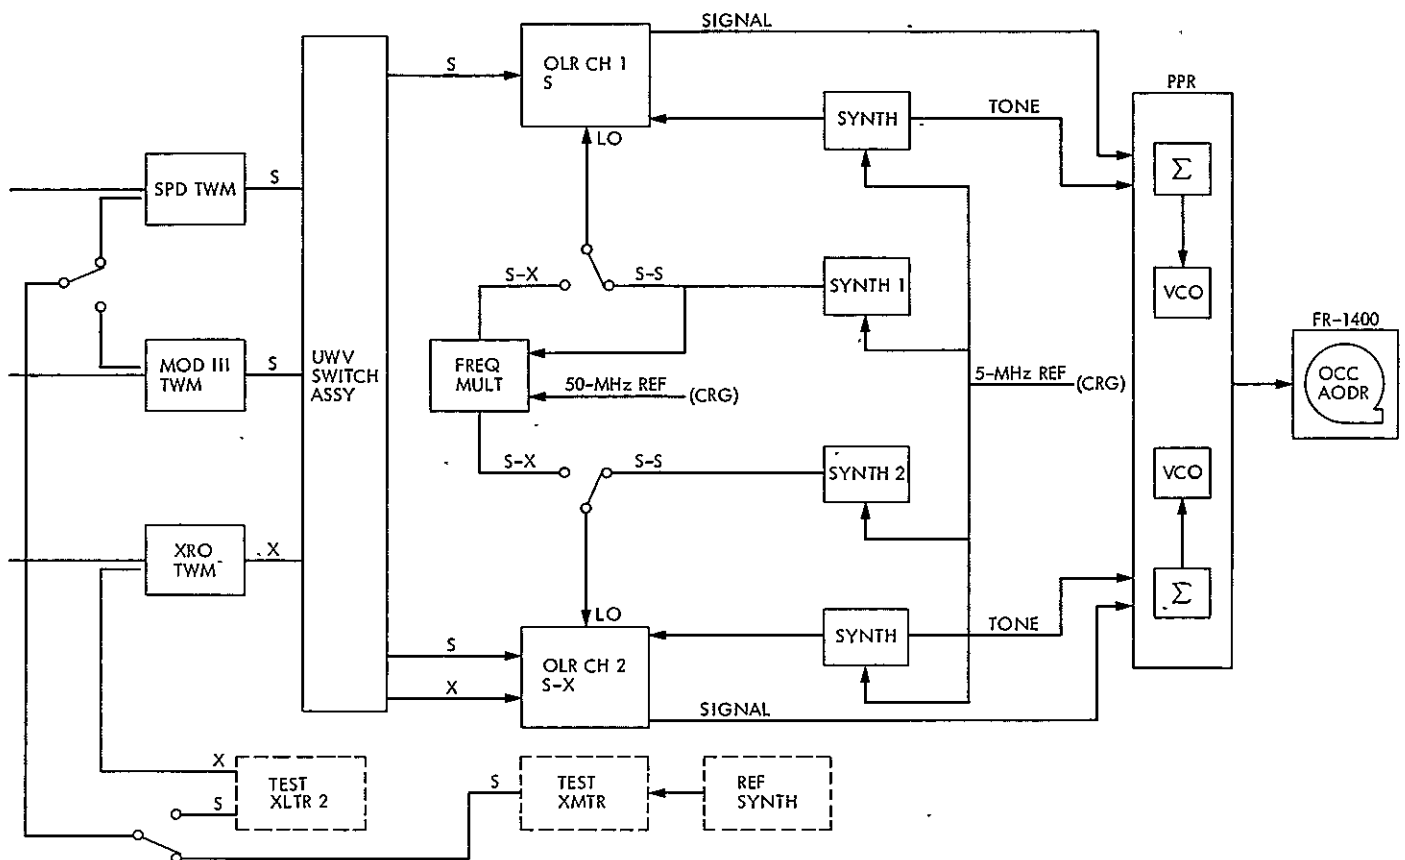 SIGNAL
S
OLR CH 1
S
PPR
SYNTH
TONE
LO
SPD TWM
S
Σ
S-X
S-S
SYNTH 1
VCO
FR-1400
MOD III
TWM
S
UWV
SWITCH
ASSY
FREQ
MULT
50-MHz REF
(CRG)
5-MHz REF
(CRG)
OCC
AODR
S-X
S-S
SYNTH 2
VCO
XRO
TWM
X
Σ
LO
SYNTH
TONE
S
OLR CH 2
S-X
X
SIGNAL
X
S
TEST
XLTR 2
S
TEST
XMTR
REF
SYNTH